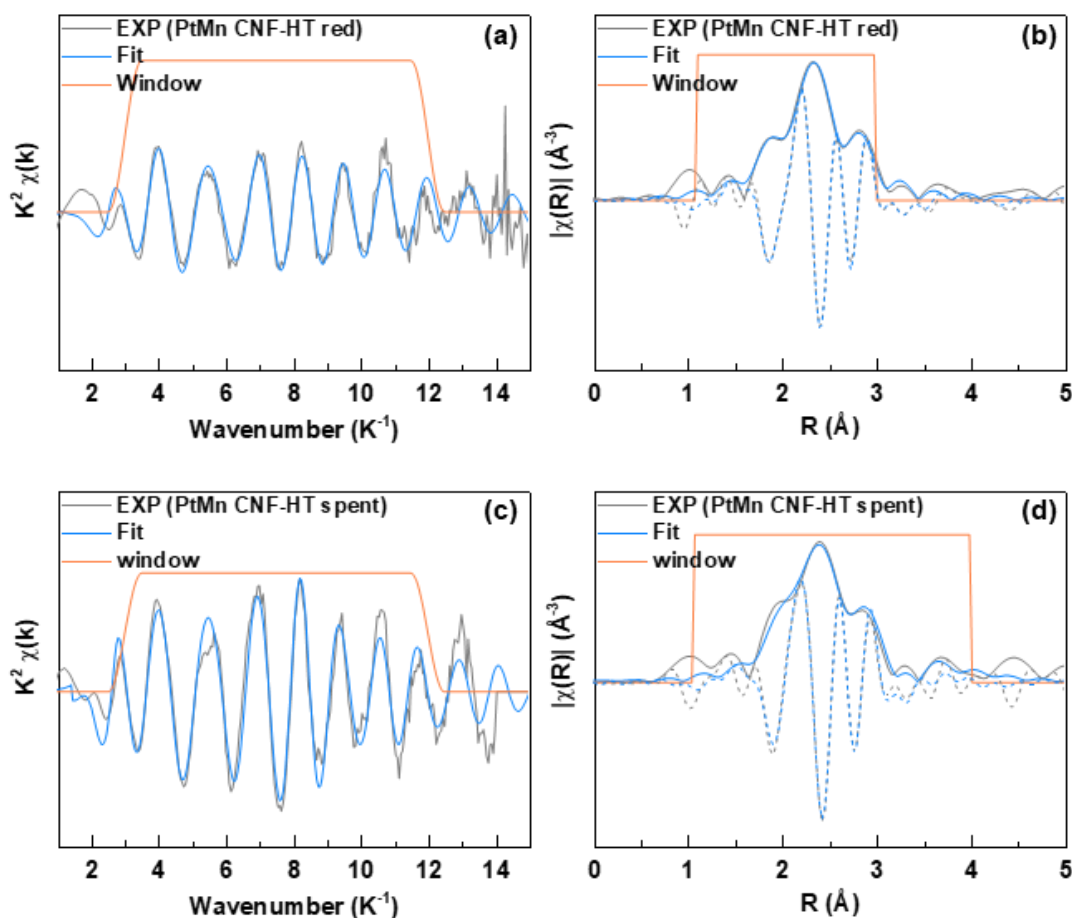 EXP (PtMn CNF-HT red)
Fit
Window
(a)
K² χ(k)
2 4 6 8 10 12 14
Wavenumber (K⁻¹)
EXP (PtMn CNF-HT red)
Fit
Window
(b)
|χ(R)| (Å⁻³)
0 1 2 3 4 5
R (Å)
EXP (PtMn CNF-HT spent)
Fit
window
(c)
K² χ(k)
2 4 6 8 10 12 14
Wavenumber (K⁻¹)
EXP (PtMn CNF-HT spent)
Fit
window
(d)
|χ(R)| (Å⁻³)
0 1 2 3 4 5
R (Å)